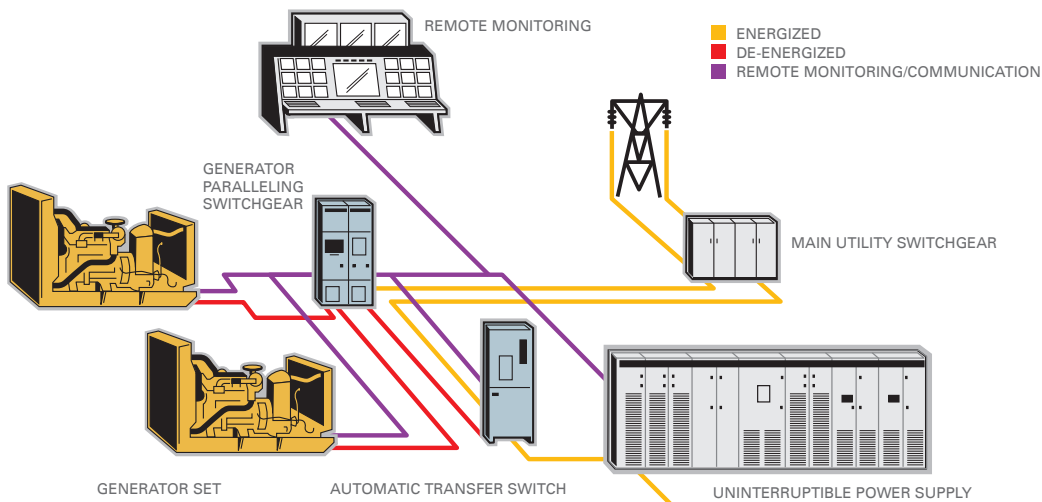 REMOTE MONITORING
ENERGIZED
DE-ENERGIZED
REMOTE MONITORING/COMMUNICATION
GENERATOR
PARALLELING
SWITCHGEAR
MAIN UTILITY SWITCHGEAR
GENERATOR SET
AUTOMATIC TRANSFER SWITCH
UNINTERRUPTIBLE POWER SUPPLY